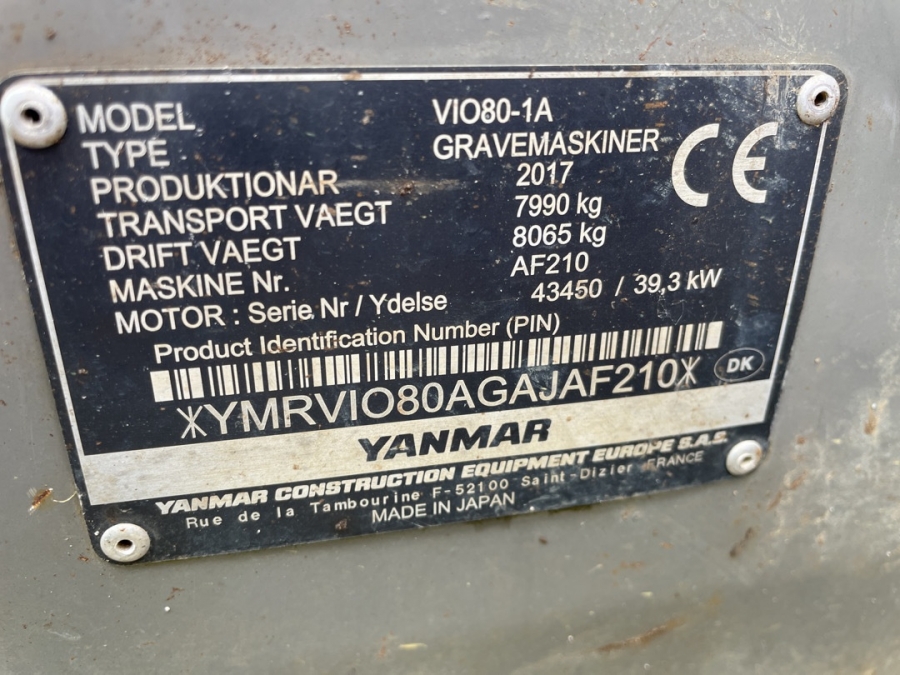 MODEL VIO80-1A
TYPE GRAVEMASKINER
PRODUKTIONAR 2017
TRANSPORT VAEGT 7990 kg
DRIFT VAEGT 8065 kg
MASKINE Nr. AF210
MOTOR : Serie Nr / Ydelse 43450 / 39,3 kW
CE
Product Identification Number (PIN)
YMRVIO80AGAJAF210
DK
YANMAR
YANMAR CONSTRUCTION EQUIPMENT EUROPE S.A.S.
Rue de la Tambourine F-52100 Saint-Dizier FRANCE
MADE IN JAPAN